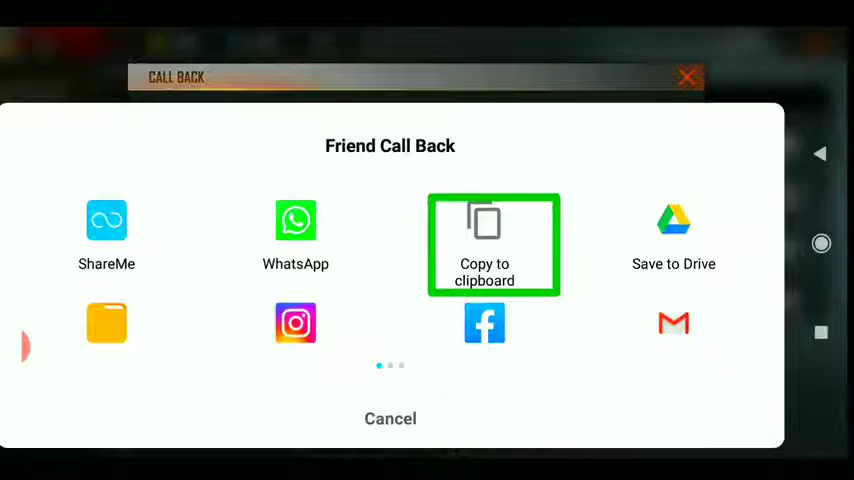 CALL BACK
Friend Call Back
ShareMe
WhatsApp
Copy to
clipboard
Save to Drive
Cancel